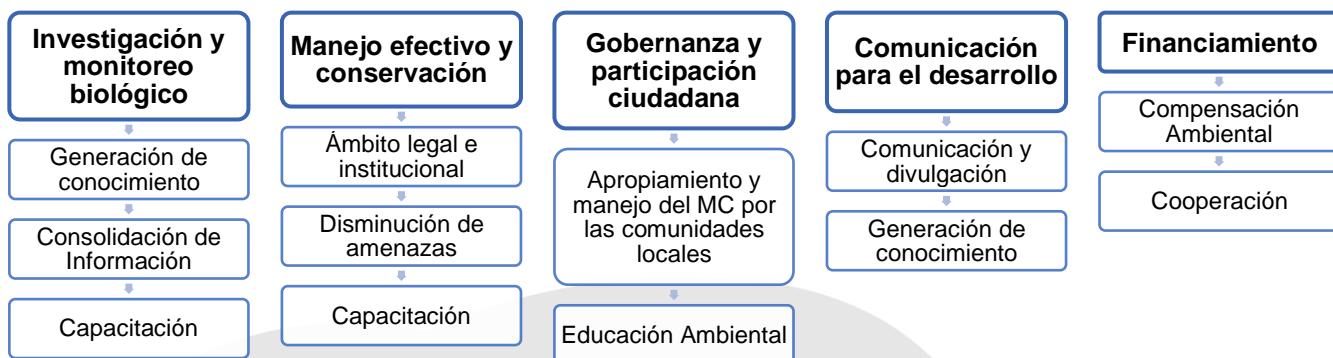 Investigación y
monitoreo
biológico
Generación de
conocimiento
Consolidación de
Información
Capacitación
Manejo efectivo y
conservación
Ámbito legal e
institucional
Disminución de
amenazas
Capacitación
Gobernanza y
participación
ciudadana
Apropiamiento y
manejo del MC por
las comunidades
locales
Educación Ambiental
Comunicación
para el desarrollo
Comunicación y
divulgación
Generación de
conocimiento
Financiamiento
Compensación
Ambiental
Cooperación